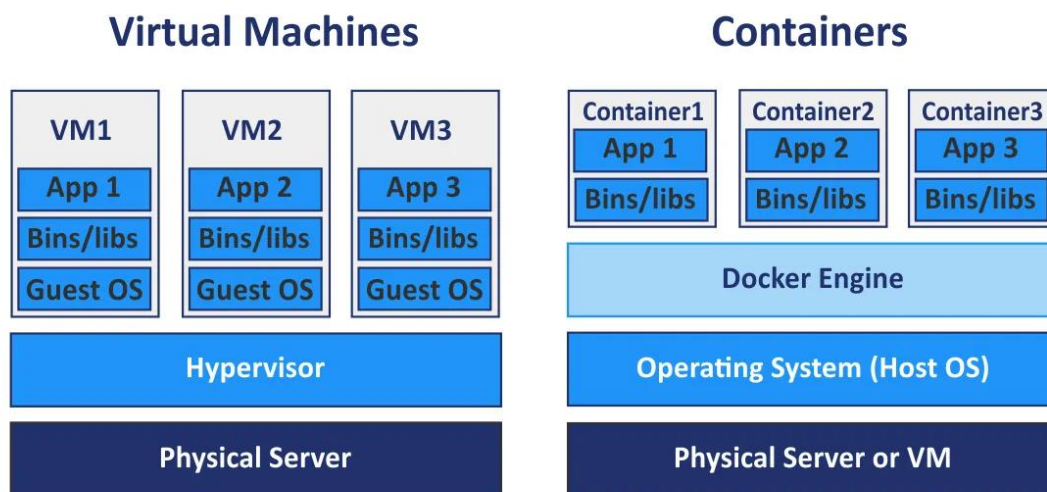 Virtual Machines
VM1
App 1
Bins/libs
Guest OS
VM2
App 2
Bins/libs
Guest OS
VM3
App 3
Bins/libs
Guest OS
Hypervisor
Physical Server
Containers
Container1
App 1
Bins/libs
Container2
App 2
Bins/libs
Container3
App 3
Bins/libs
Docker Engine
Operating System (Host OS)
Physical Server or VM